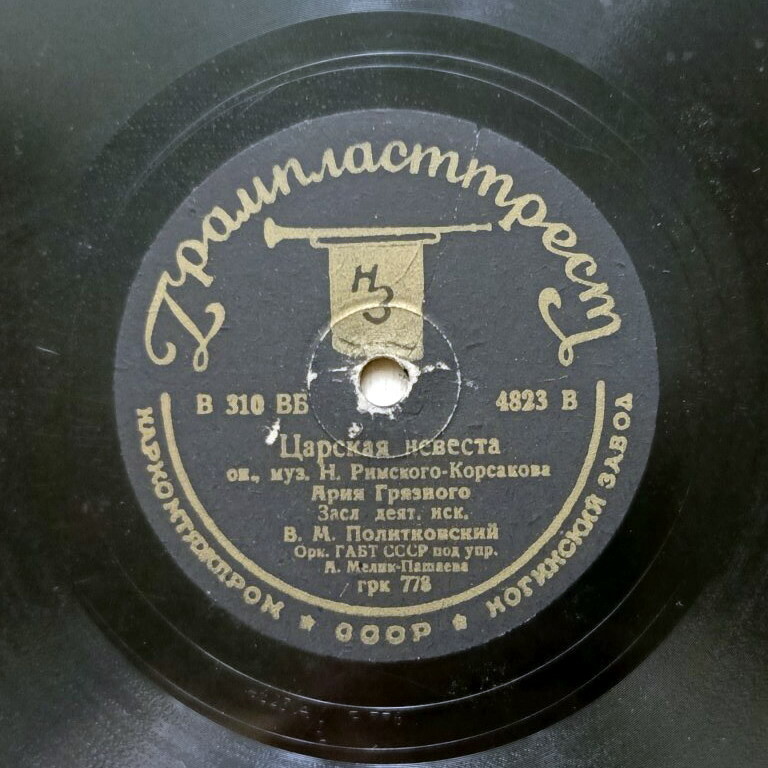 Грампласттрест
НЗ
В 310 ВБ 4823 В
Царская невеста
оп., муз. Н. Римского-Корсакова
Ария Грязного
Засл деят. иск.
В. М. Политковский
Орк. ГАБТ СССР под упр.
А. Мелик-Пашаева
грк 778
НАРКОМТЯЖПРОМ ★ СССР ★ НОГИНСКИЙ ЗАВОД